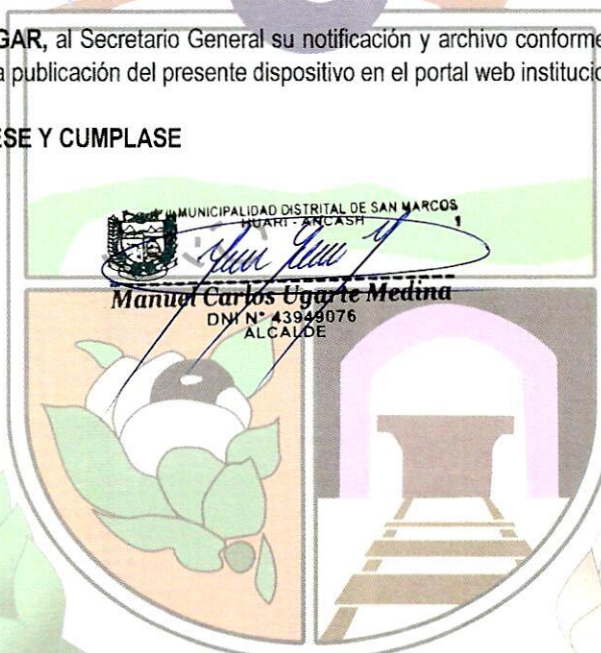 GAR, al Secretario General su notificación y archivo conforme
a publicación del presente dispositivo en el portal web institucio
ESE Y CUMPLASE
MUNICIPALIDAD DISTRITAL DE SAN MARCOS
HUARI - ANCASH
Manuel Carlos Ugarte Medina
DNI N° 43949076
ALCALDE